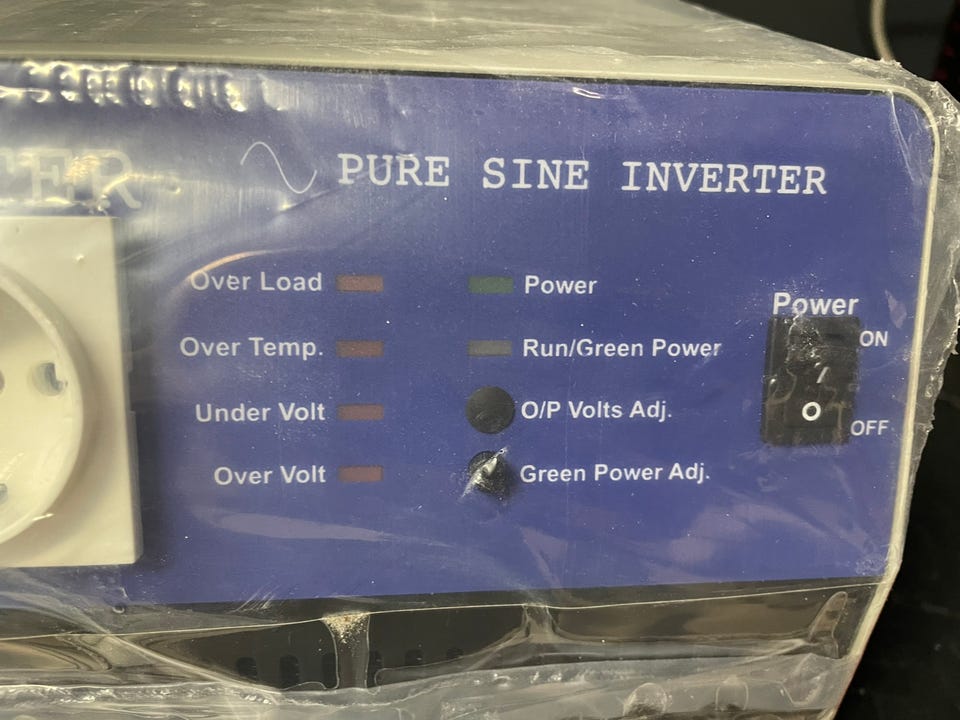 TER
PURE SINE INVERTER
Over Load
Over Temp.
Under Volt
Over Volt
Power
Run/Green Power
O/P Volts Adj.
Green Power Adj.
Power
ON
OFF